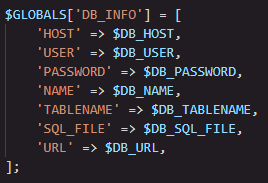 $GLOBALS['DB_INFO'] = [
    'HOST' => $DB_HOST,
    'USER' => $DB_USER,
    'PASSWORD' => $DB_PASSWORD,
    'NAME' => $DB_NAME,
    'TABLENAME' => $DB_TABLENAME,
    'SQL_FILE' => $DB_SQL_FILE,
    'URL' => $DB_URL,
];